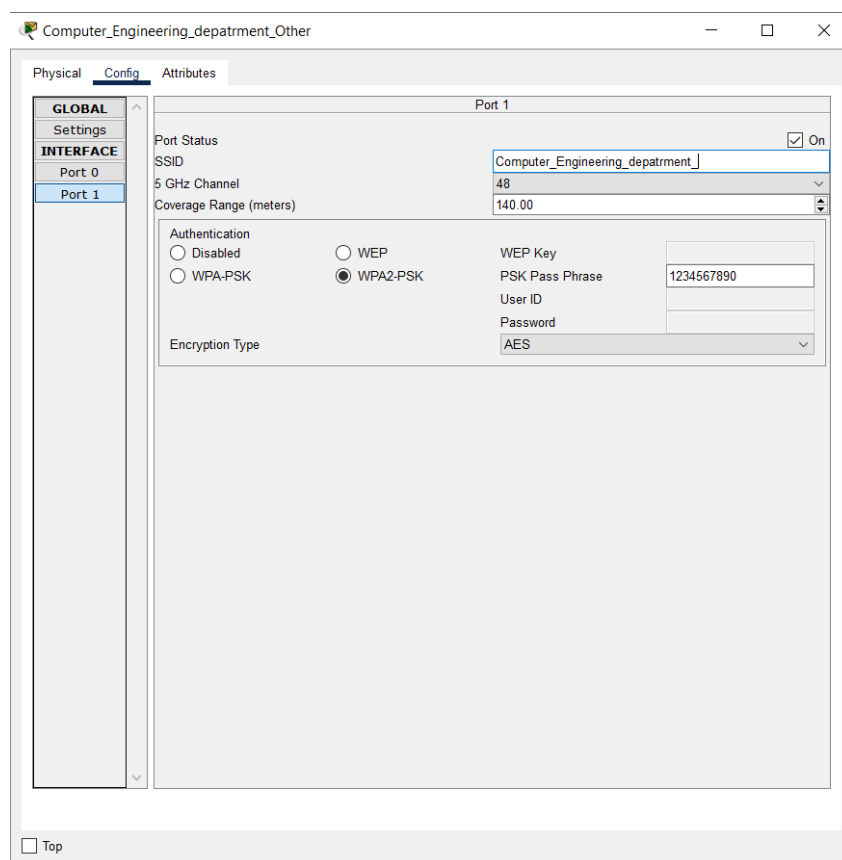 Computer_Engineering_depatrment_Other
Physical Config Attributes
GLOBAL
Settings
INTERFACE
Port 0
Port 1
Port 1
Port Status On
SSID Computer_Engineering_depatrment_
5 GHz Channel 48
Coverage Range (meters) 140.00
Authentication
Disabled WEP WEP Key
WPA-PSK WPA2-PSK PSK Pass Phrase 1234567890
User ID
Password
Encryption Type AES
Top